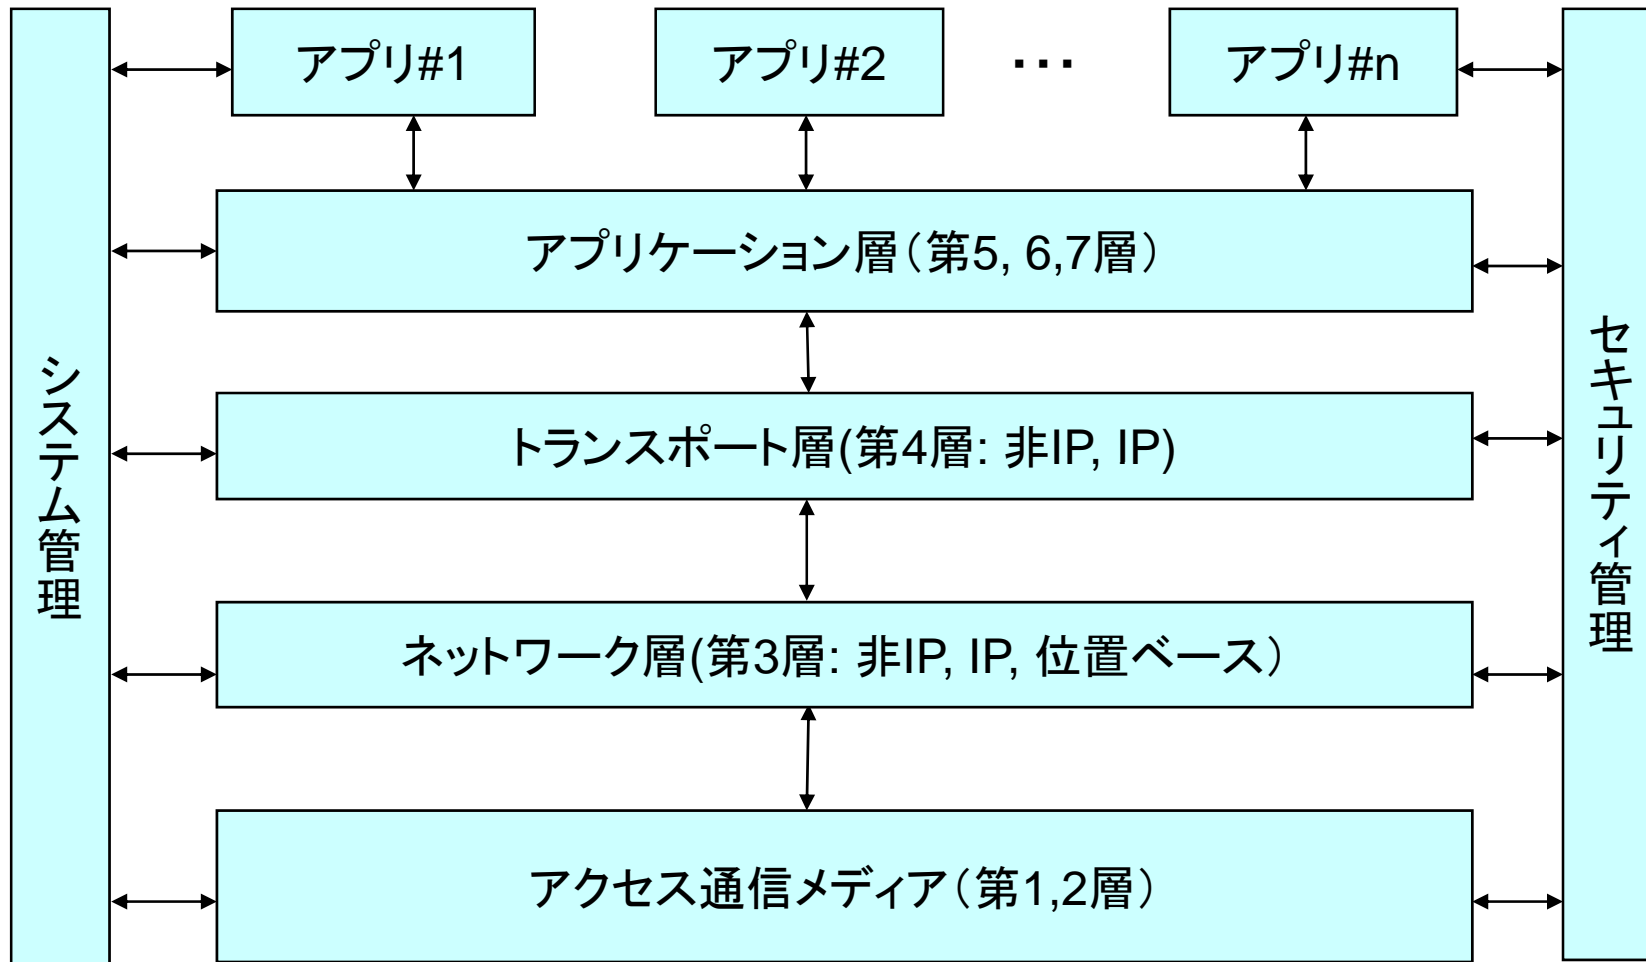 アプリ#1
アプリ#2
・・・
アプリ#n
システム管理
アプリケーション層（第5, 6,7層）
トランスポート層(第4層: 非IP, IP)
ネットワーク層(第3層: 非IP, IP, 位置ベース）
アクセス通信メディア（第1,2層）
セキュリティ管理